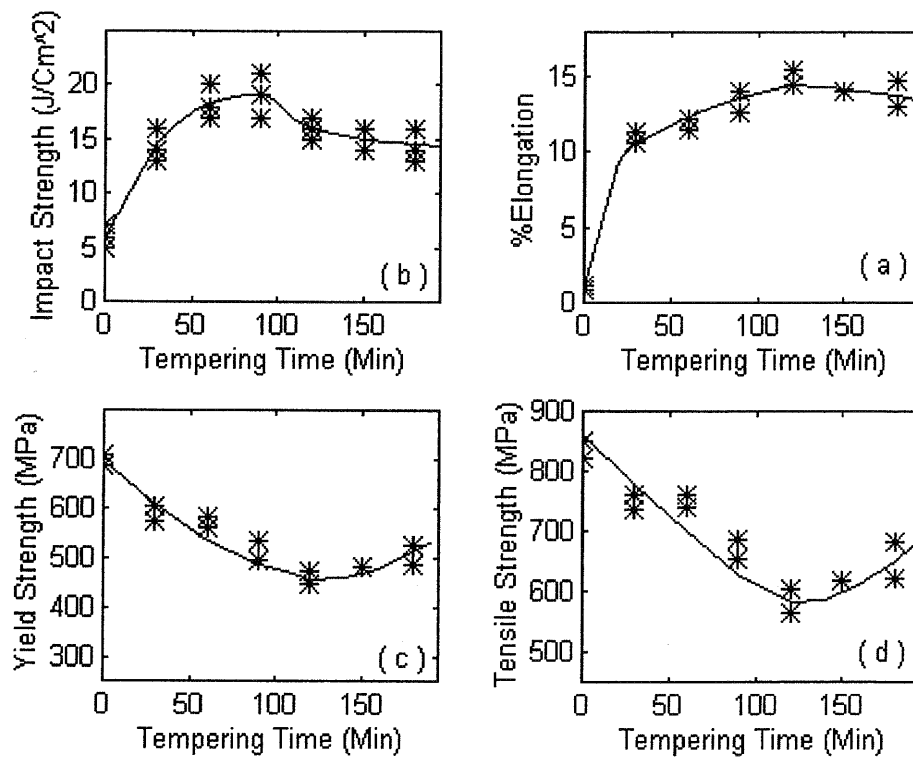 Impact Strength (J/Cm^2)
20
15
10
5
0
0 50 100 150
Tempering Time (Min)
( b )
%Elongation
15
10
5
0
0 50 100 150
Tempering Time (Min)
( a )
Yield Strength (MPa)
700
600
500
400
300
0 50 100 150
Tempering Time (Min)
( c )
Tensile Strength (MPa)
900
800
700
600
500
0 50 100 150
Tempering Time (Min)
( d )